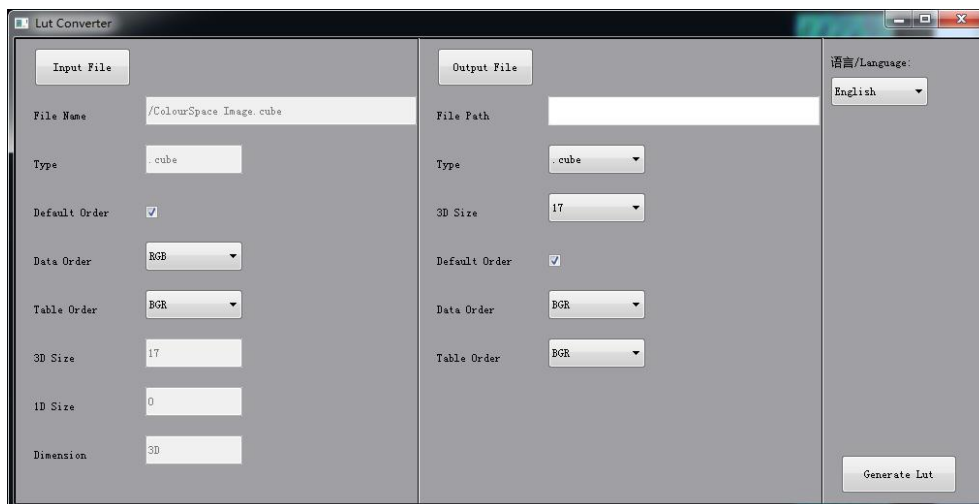 Lut Converter
Input File
File Name
/ColourSpace Image.cube
Type
.cube
Default Order
Data Order
RGB
Table Order
BGR
3D Size
17
1D Size
0
Dimension
3D
Output File
File Path
Type
.cube
3D Size
17
Default Order
Data Order
BGR
Table Order
BGR
语言/Language:
English
Generate Lut